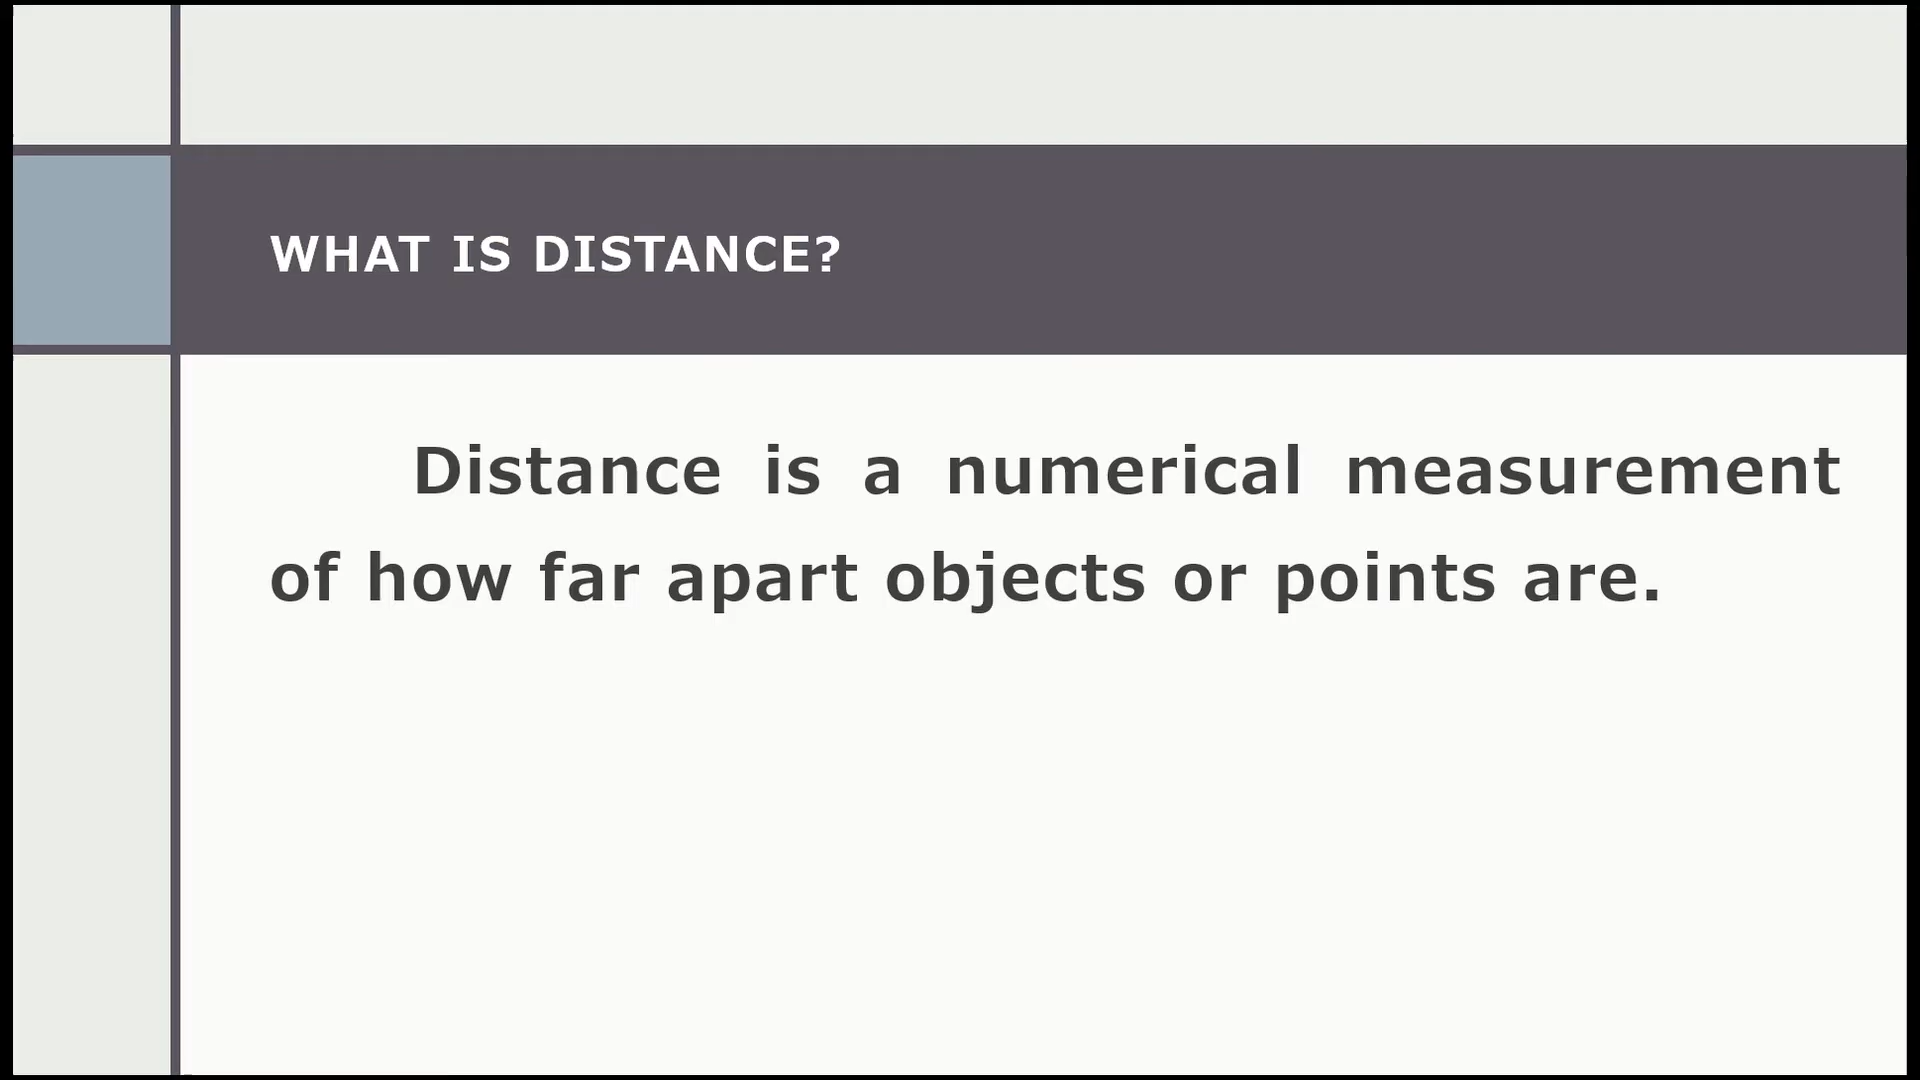 WHAT IS DISTANCE?
Distance is a numerical measurement
of how far apart objects or points are.